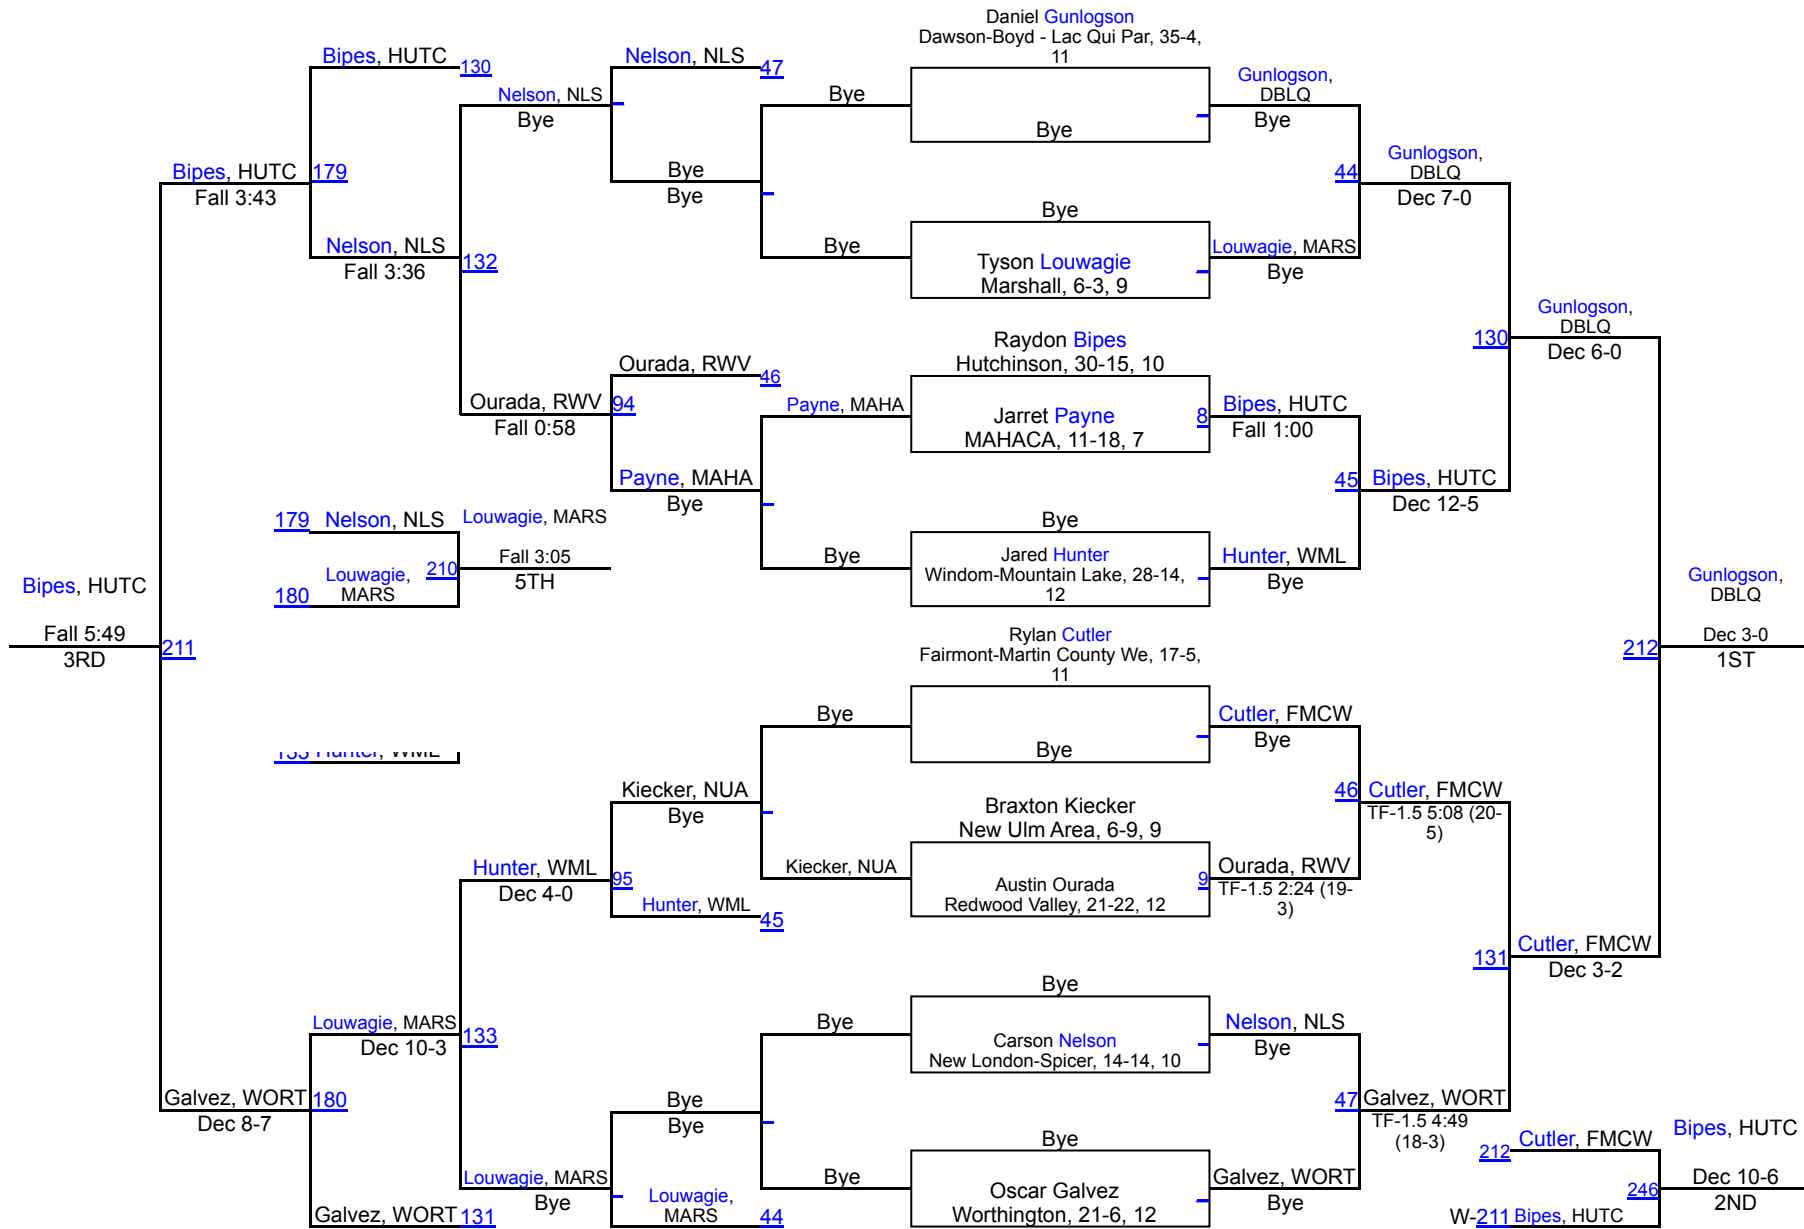 Daniel Gunlogson
Dawson-Boyd - Lac Qui Par, 35-4,
11
Bipes, HUTC
130
Nelson, NLS
47
Nelson, NLS
Bye
Bye
Bye
Gunlogson,
DBLQ
Bye
Bipes, HUTC
179
Fall 3:43
Bye
Bye
44
Gunlogson,
DBLQ
Dec 7-0
Nelson, NLS
132
Fall 3:36
Bye
Bye
Tyson Louwagie
Marshall, 6-3, 9
Louwagie, MARS
Bye
Raydon Bipes
Hutchinson, 30-15, 10
130
Gunlogson,
DBLQ
Dec 6-0
Ourada, RWV
46
Ourada, RWV
94
Fall 0:58
Payne, MAHA
Jarret Payne
MAHACA, 11-18, 7
8
Bipes, HUTC
Fall 1:00
Payne, MAHA
Bye
45
Bipes, HUTC
Dec 12-5
179
Nelson, NLS
Louwagie, MARS
Fall 3:05
210
5TH
Louwagie,
MARS
180
Bye
Bye
Jared Hunter
Windom-Mountain Lake, 28-14,
12
Hunter, WML
Bye
Bipes, HUTC
Fall 5:49
211
3RD
Gunlogson,
DBLQ
212
Dec 3-0
1ST
Rylan Cutler
Fairmont-Martin County We, 17-5,
11
Bye
Bye
Cutler, FMCW
Bye
133 Hunter, WML
Kiecker, NUA
Bye
Braxton Kiecker
New Ulm Area, 6-9, 9
46
Cutler, FMCW
TF-1.5 5:08 (20-
5)
Hunter, WML
95
Dec 4-0
Kiecker, NUA
Austin Ourada
Redwood Valley, 21-22, 12
9
Ourada, RWV
TF-1.5 2:24 (19-
3)
Hunter, WML
45
131
Cutler, FMCW
Dec 3-2
Bye
Bye
Carson Nelson
New London-Spicer, 14-14, 10
Nelson, NLS
Bye
Louwagie, MARS
133
Dec 10-3
Galvez, WORT
180
Dec 8-7
Bye
Bye
47
Galvez, WORT
TF-1.5 4:49
(18-3)
Bye
Bye
Oscar Galvez
Worthington, 21-6, 12
Galvez, WORT
Bye
Louwagie, MARS
Bye
Louwagie,
MARS
44
Galvez, WORT
131
212
Cutler, FMCW
Bipes, HUTC
246
Dec 10-6
2ND
W-211
Bipes, HUTC